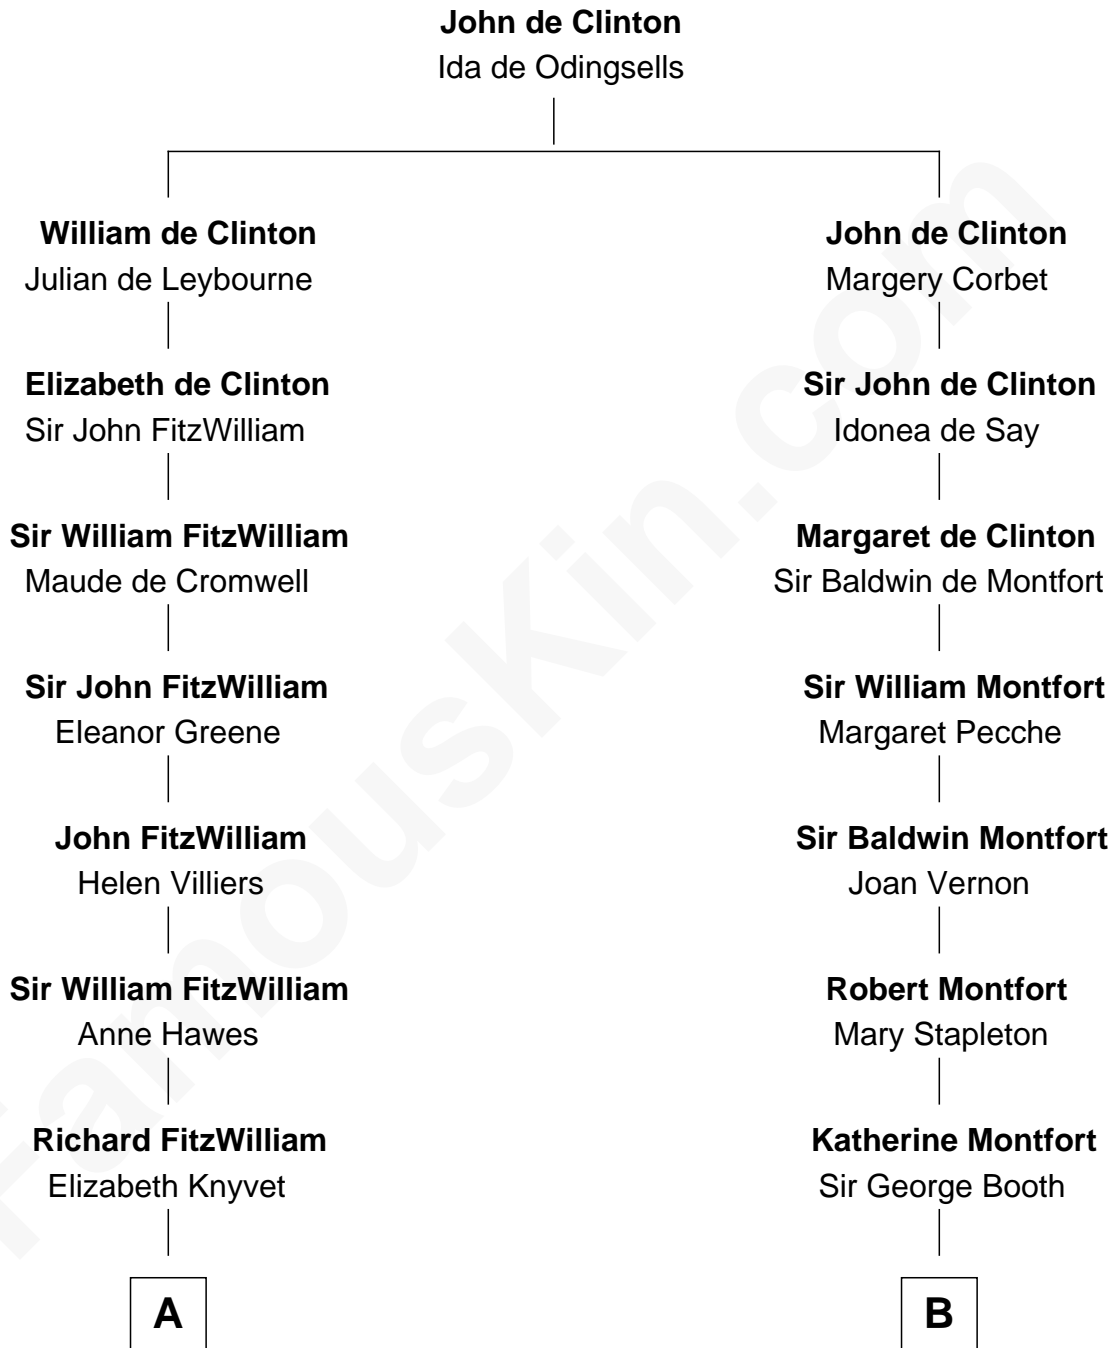 John de Clinton
Ida de Odingsells
William de Clinton
Julian de Leybourne
John de Clinton
Margery Corbet
Elizabeth de Clinton
Sir John FitzWilliam
Sir John de Clinton
Idonea de Say
Sir William FitzWilliam
Maude de Cromwell
Margaret de Clinton
Sir Baldwin de Montfort
Sir John FitzWilliam
Eleanor Greene
Sir William Montfort
Margaret Pecche
John FitzWilliam
Helen Villiers
Sir Baldwin Montfort
Joan Vernon
Sir William FitzWilliam
Anne Hawes
Robert Montfort
Mary Stapleton
Richard FitzWilliam
Elizabeth Knyvet
Katherine Montfort
Sir George Booth
A
B
FamousKin.com